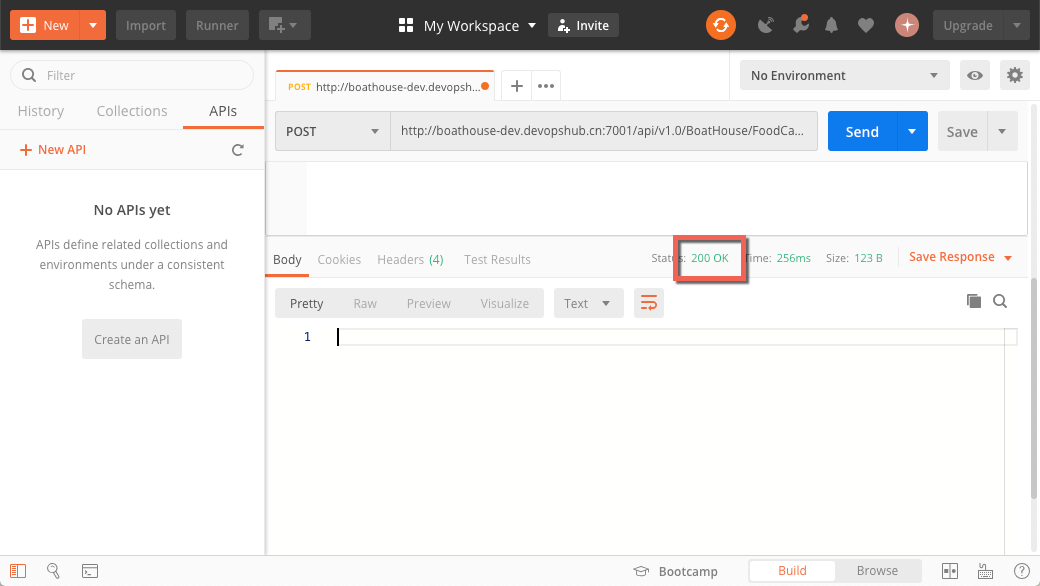 New Import Runner My Workspace Invite Upgrade
Filter
History Collections APIs
New API
No APIs yet
APIs define related collections and
environments under a consistent
schema.
Create an API
POST http://boathouse-dev.devopsh...
No Environment
POST http://boathouse-dev.devopshub.cn:7001/api/v1.0/BoatHouse/FoodCa... Send Save
Body Cookies Headers (4) Test Results Status: 200 OK Time: 256ms Size: 123 B Save Response
Pretty Raw Preview Visualize Text
1
Bootcamp Build Browse